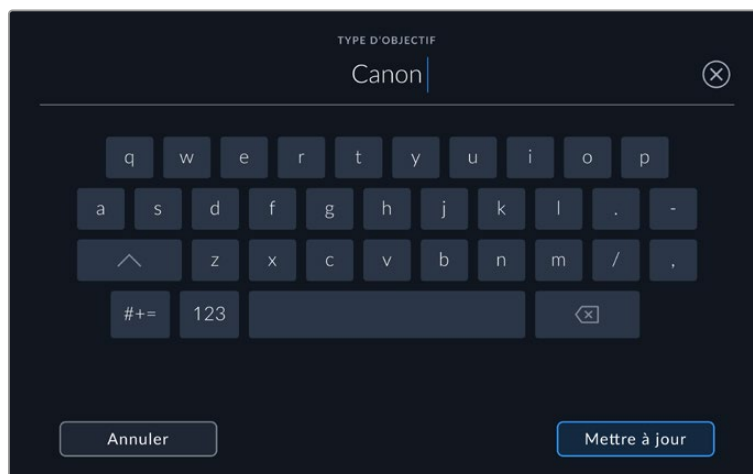 TYPE D'OBJECTIF
Canon
q w e r t y u i o p
a s d f g h j k l . -
z x c v b n m / ,
#+= 123
Annuler Mettre à jour